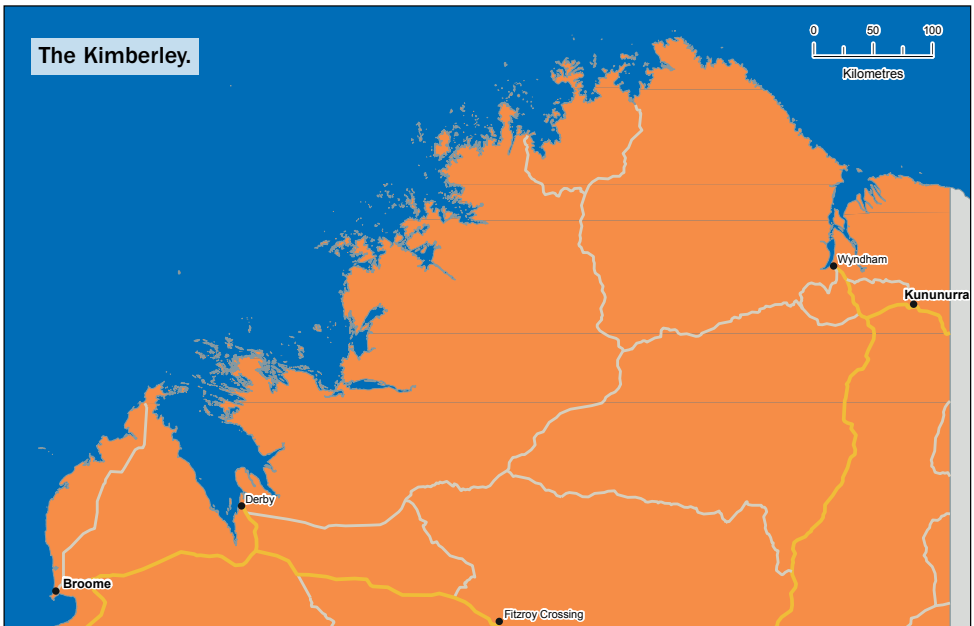 The Kimberley.
0 50 100
Kilometres
Wyndham
Kununurra
Derby
Broome
Fitzroy Crossing